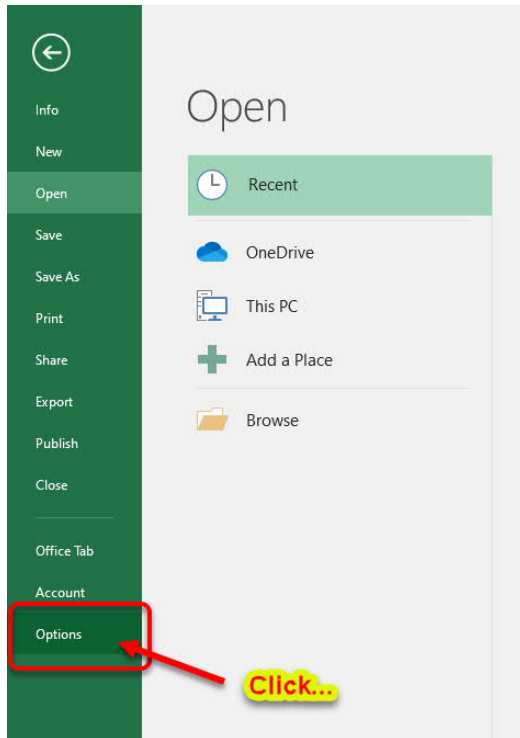 Info
New
Open
Save
Save As
Print
Share
Export
Publish
Close
Office Tab
Account
Options
Open
Recent
OneDrive
This PC
Add a Place
Browse
Click...